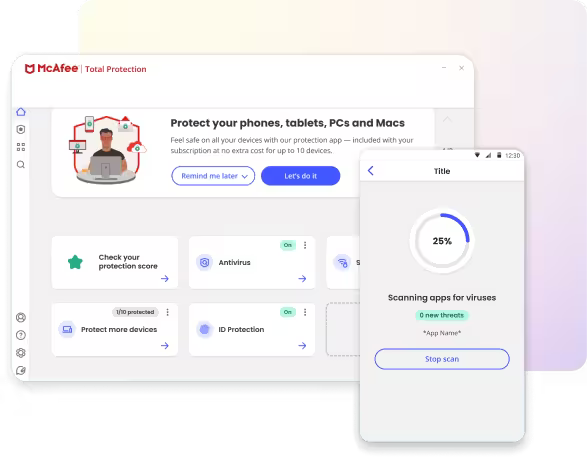 McAfee | Total Protection
Protect your phones, tablets, PCs and Macs
Feel safe on all your devices with our protection app — included with your
subscription at no extra cost for up to 10 devices.
Remind me later
Let's do it
Check your
protection score
On
Antivirus
1/10 protected
Protect more devices
On
ID Protection
12:30
Title
25%
Scanning apps for viruses
0 new threats
*App Name*
Stop scan